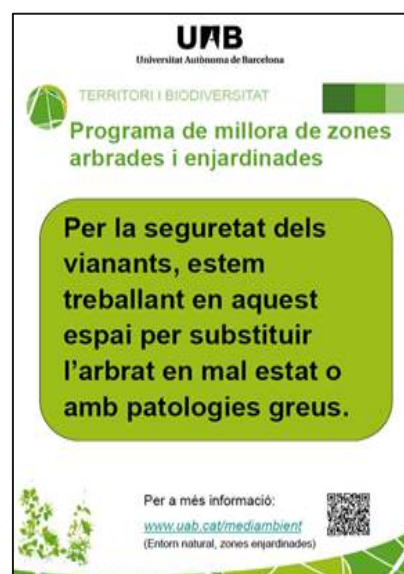 UAB
Universitat Autònoma de Barcelona
TERRITORI I BIODIVERSITAT
Programa de millora de zones
arbrades i enjardinades
Per la seguretat dels
vianants, estem
treballant en aquest
espai per substituir
l'arbrat en mal estat o
amb patologies greus.
Per a més informació:
www.uab.cat/mediambient
(Entorn natural, zones enjardinades)